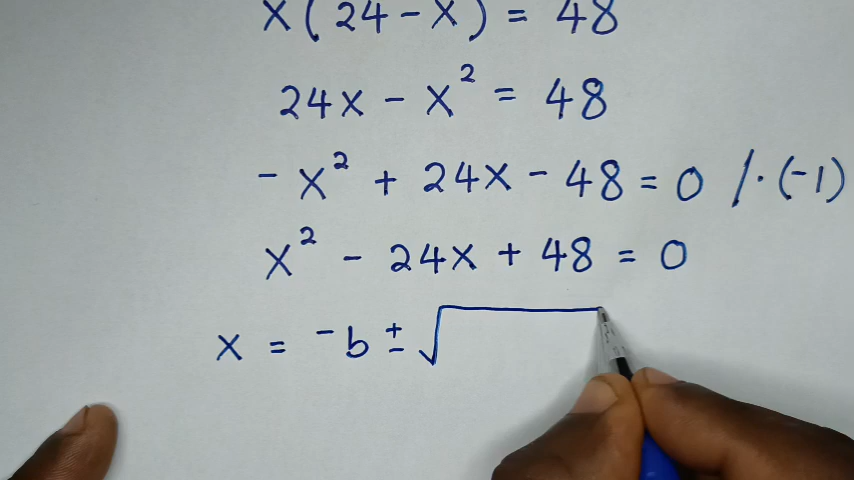 x(24-x) = 48
24x - x² = 48
- x² + 24x - 48 = 0 /·(-1)
x² - 24x + 48 = 0
x = -b ± √